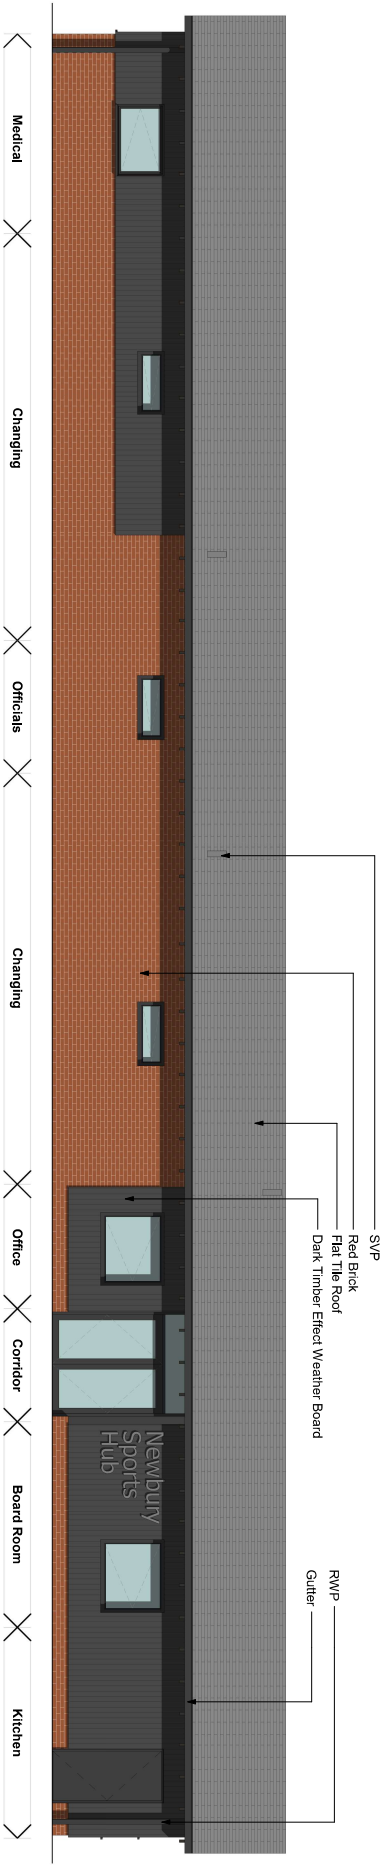 SVP
Red Brick
Flat Tile Roof
Dark Timber Effect Weather Board
RWP
Gutter
Newbury
Sports
Hub
Medical
Changing
Officials
Changing
Office
Corridor
Board Room
Kitchen